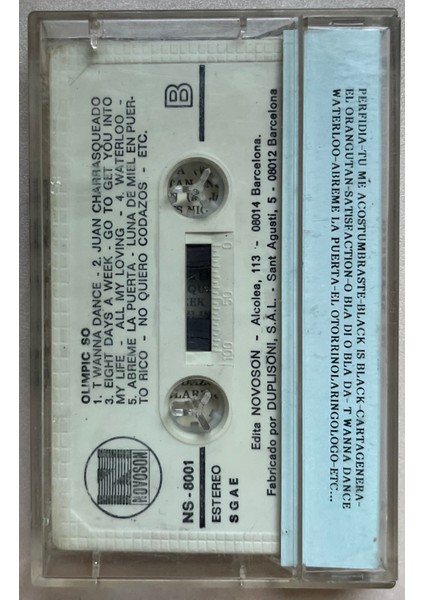 OLIMPIC SO
1. T WANNA DANCE - 2. JUAN CHARRASQUEADO
3. EIGHT DAYS A WEEK - GO TO GET YOU INTO
MY LIFE - ALL MY LOVING - 4. WATERLOO -
5. ABREME LA PUERTA - LUNA DE MIEL EN PUER-
TO RICO - NO QUIERO CODAZOS - ETC.
B
NOVOSON
NS-8001
ESTEREO
SGAE
100 50 0
Edita NOVOSON - Alcolea, 113 - 08014 Barcelona.
Fabricado por DUPLISONI, S.A.L. - Sant Agustí, 5 - 08012 Barcelona
PERFIDIA-TU ME ACOSTUMBRASTE-BLACK IS BLACK-CARTAGENERA-
EL ORANGUTAN-SATISFACTION-O BLA DI O BLA DA- T WANNA DANCE
WATERLOO-ABREME LA PUERTA-EL OTORRINOLARINGOLOGO-ETC...